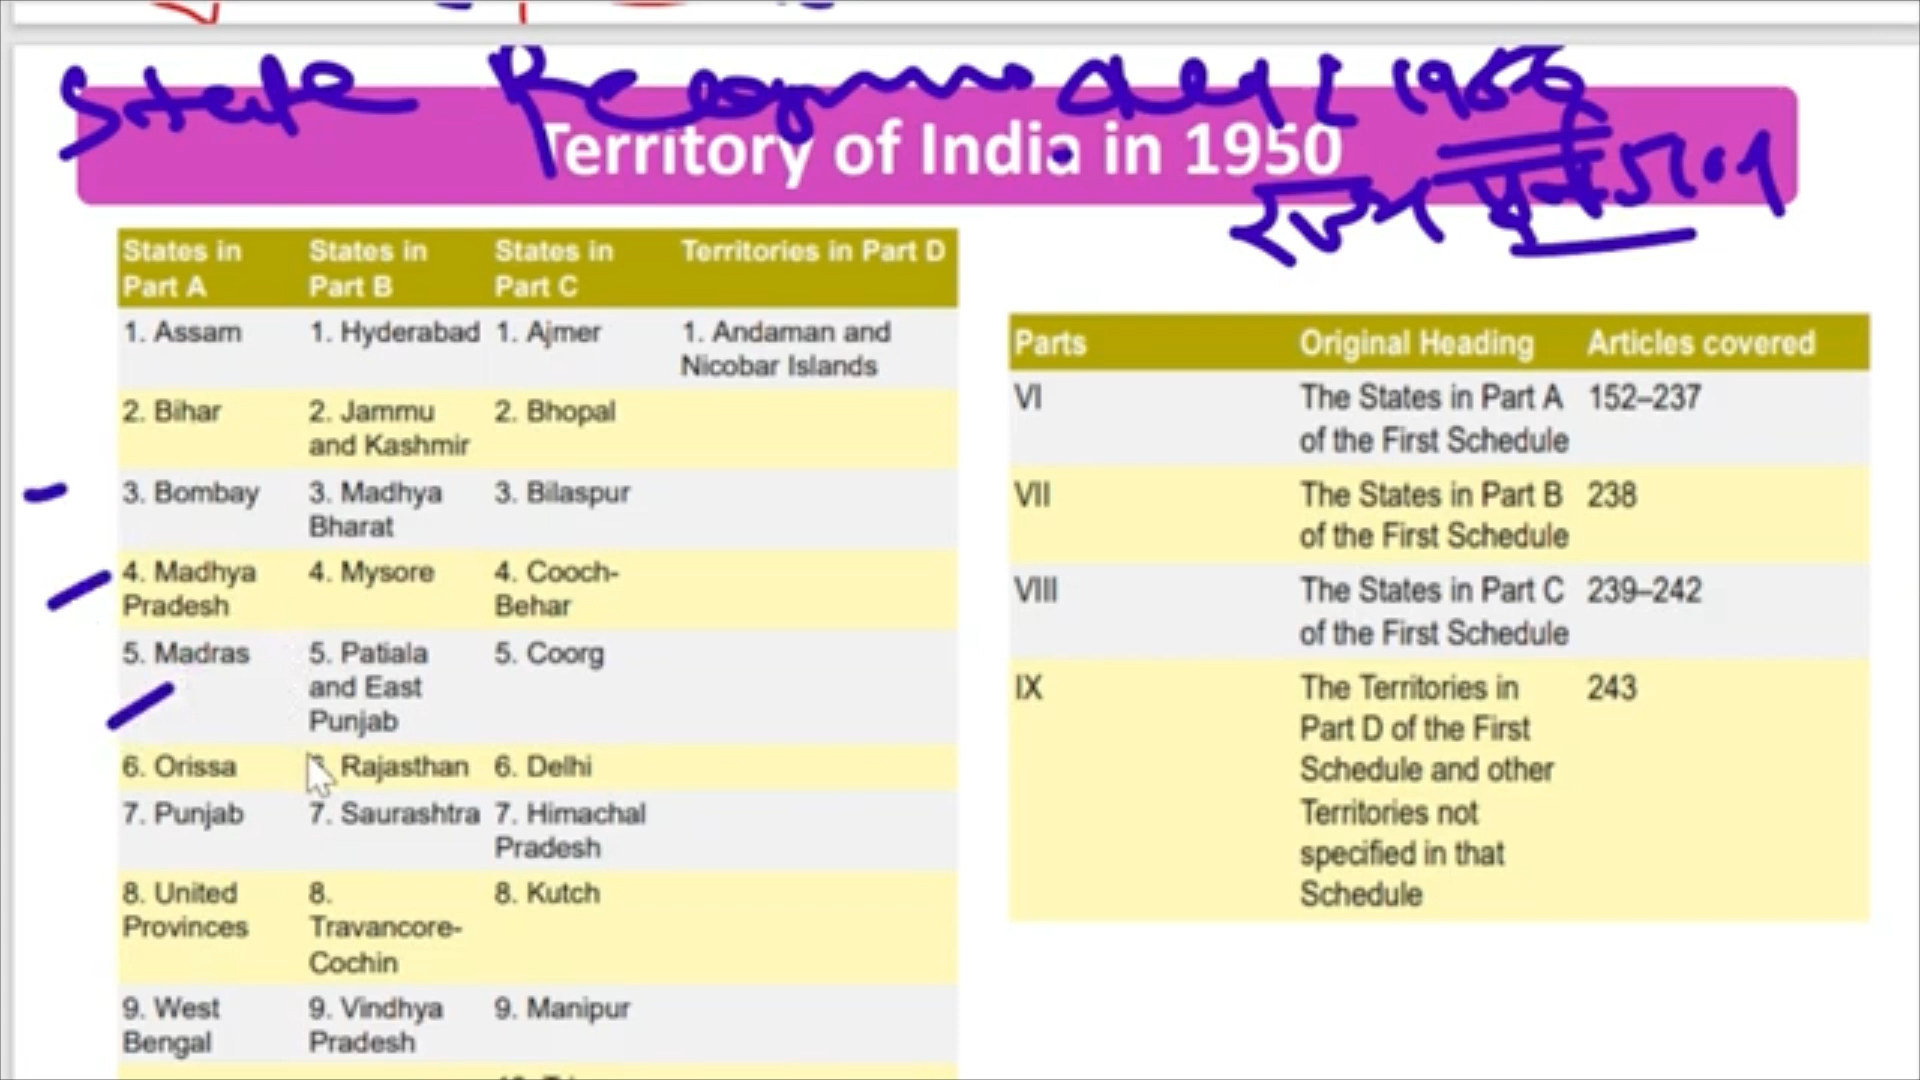 State 1956
Territory of India in 1950
राज्य
States in Part A | States in Part B | States in Part C | Territories in Part D
1. Assam | 1. Hyderabad | 1. Ajmer | 1. Andaman and Nicobar Islands
2. Bihar | 2. Jammu and Kashmir | 2. Bhopal
3. Bombay | 3. Madhya Bharat | 3. Bilaspur
4. Madhya Pradesh | 4. Mysore | 4. Cooch-Behar
5. Madras | 5. Patiala and East Punjab | 5. Coorg
6. Orissa | Rajasthan | 6. Delhi
7. Punjab | 7. Saurashtra | 7. Himachal Pradesh
8. United Provinces | 8. Travancore-Cochin | 8. Kutch
9. West Bengal | 9. Vindhya Pradesh | 9. Manipur
Parts | Original Heading | Articles covered
VI | The States in Part A of the First Schedule | 152–237
VII | The States in Part B of the First Schedule | 238
VIII | The States in Part C of the First Schedule | 239–242
IX | The Territories in Part D of the First Schedule and other Territories not specified in that Schedule | 243